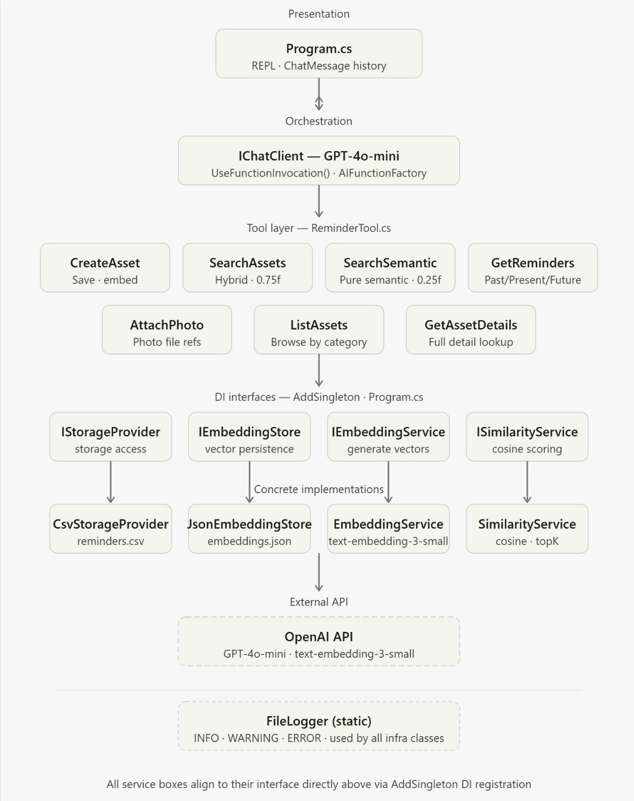 Presentation
Program.cs
REPL · ChatMessage history
Orchestration
IChatClient — GPT-4o-mini
UseFunctionInvocation() · AIFunctionFactory
Tool layer — ReminderTool.cs
CreateAsset
Save · embed
SearchAssets
Hybrid · 0.75f
SearchSemantic
Pure semantic · 0.25f
GetReminders
Past/Present/Future
AttachPhoto
Photo file refs
ListAssets
Browse by category
GetAssetDetails
Full detail lookup
DI interfaces — AddSingleton · Program.cs
IStorageProvider
storage access
IEmbeddingStore
vector persistence
IEmbeddingService
generate vectors
ISimilarityService
cosine scoring
Concrete implementations
CsvStorageProvider
reminders.csv
JsonEmbeddingStore
embeddings.json
EmbeddingService
text-embedding-3-small
SimilarityService
cosine · topK
External API
OpenAI API
GPT-4o-mini · text-embedding-3-small
FileLogger (static)
INFO · WARNING · ERROR · used by all infra classes
All service boxes align to their interface directly above via AddSingleton DI registration